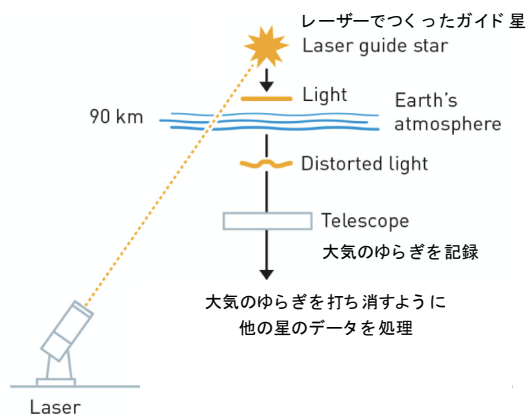 レーザーでつくったガイド星
Laser guide star
Light
90 km
Earth's
atmosphere
Distorted light
Telescope
大気のゆらぎを記録
大気のゆらぎを打ち消すように
他の星のデータを処理
Laser